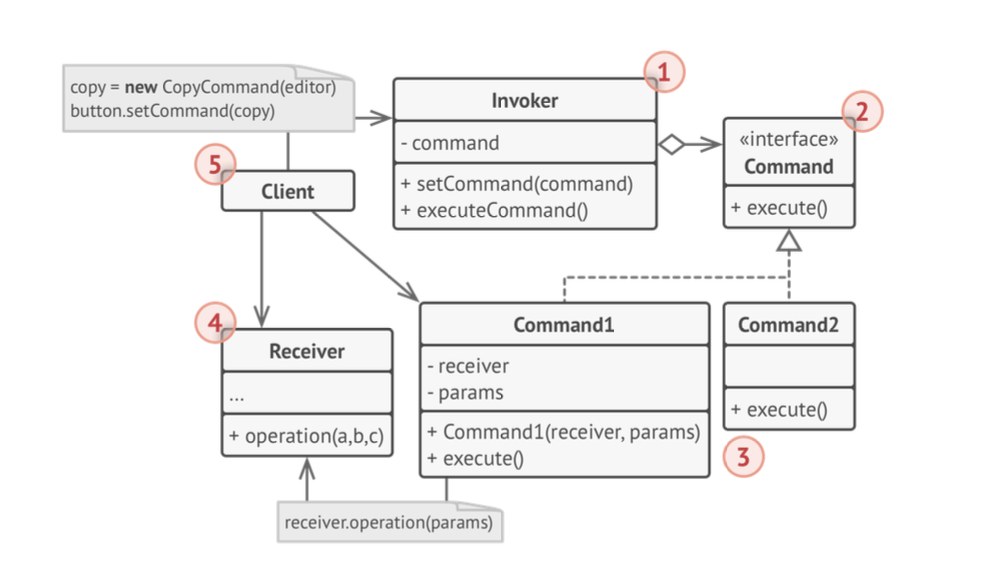 copy = new CopyCommand(editor)
button.setCommand(copy)
1
Invoker
- command
+ setCommand(command)
+ executeCommand()
2
«interface»
Command
+ execute()
5
Client
4
Receiver
...
+ operation(a,b,c)
Command1
- receiver
- params
+ Command1(receiver, params)
+ execute()
Command2
+ execute()
3
receiver.operation(params)